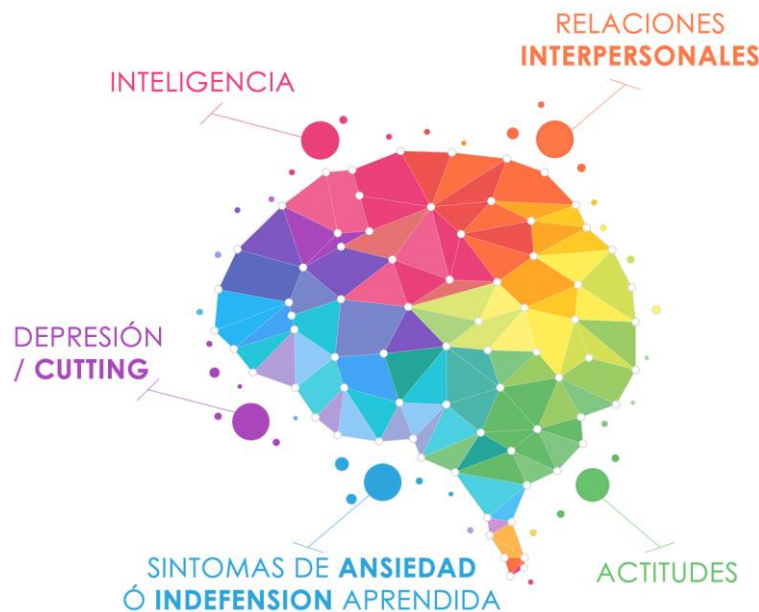 RELACIONES
INTERPERSONALES
INTELIGENCIA
DEPRESIÓN
/ CUTTING
SINTOMAS DE ANSIEDAD
Ó INDEFENSION APRENDIDA
ACTITUDES